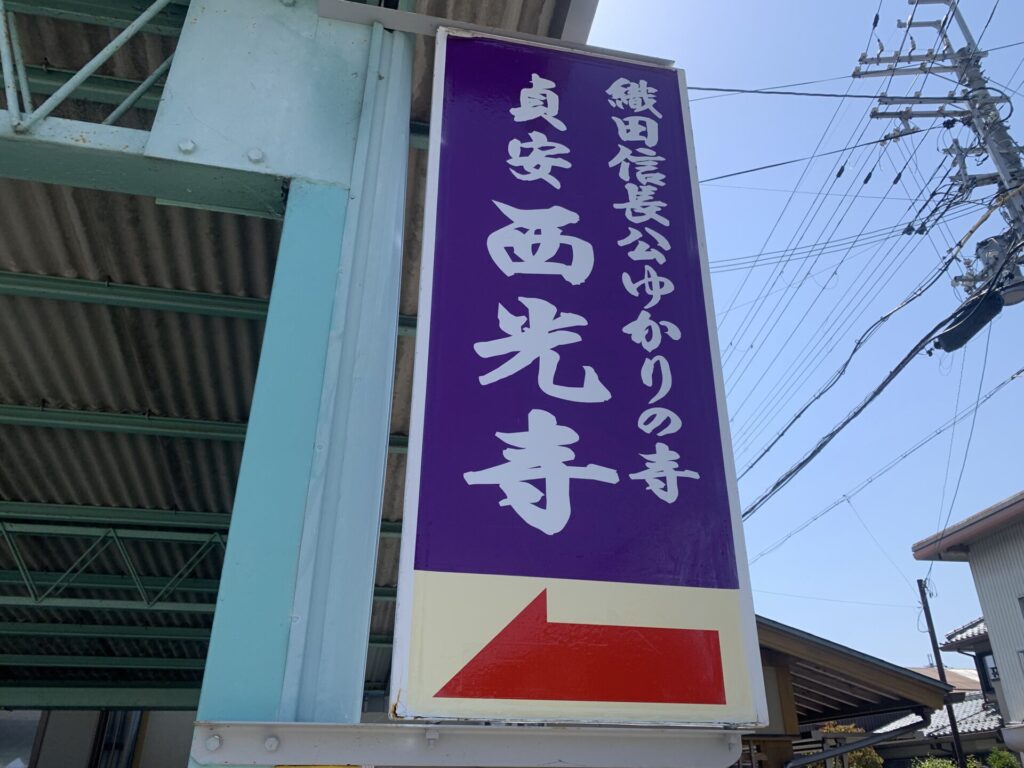 織田信長公ゆかりの寺
貞安 西光寺